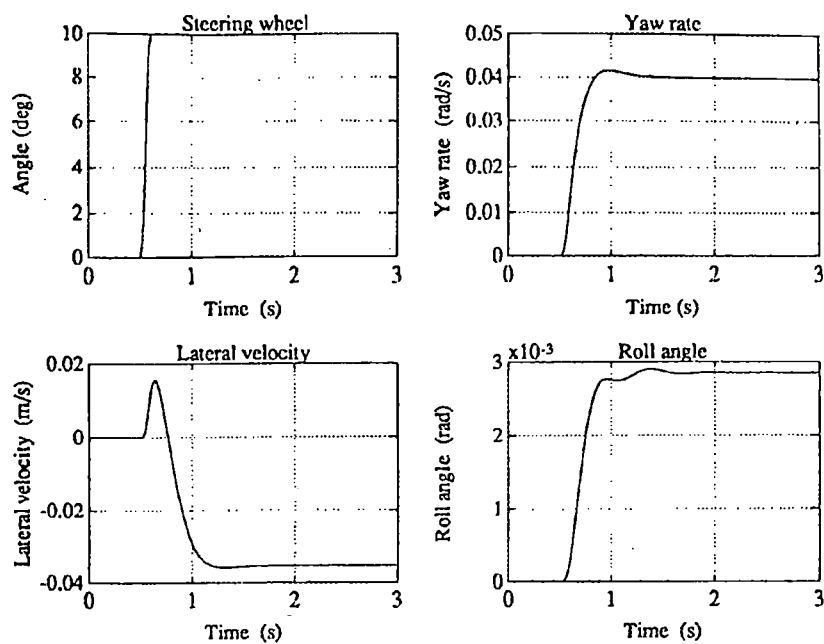 Steering wheel
10
8
6
4
2
0
0
1
2
3
Angle (deg)
Time (s)
Yaw rate
0.05
0.04
0.03
0.02
0.01
0
0
1
2
3
Yaw rate (rad/s)
Time (s)
Lateral velocity
0.02
0
-0.02
-0.04
0
1
2
3
Lateral velocity (m/s)
Time (s)
x10-3
Roll angle
3
2
1
0
0
1
2
3
Roll angle (rad)
Time (s)